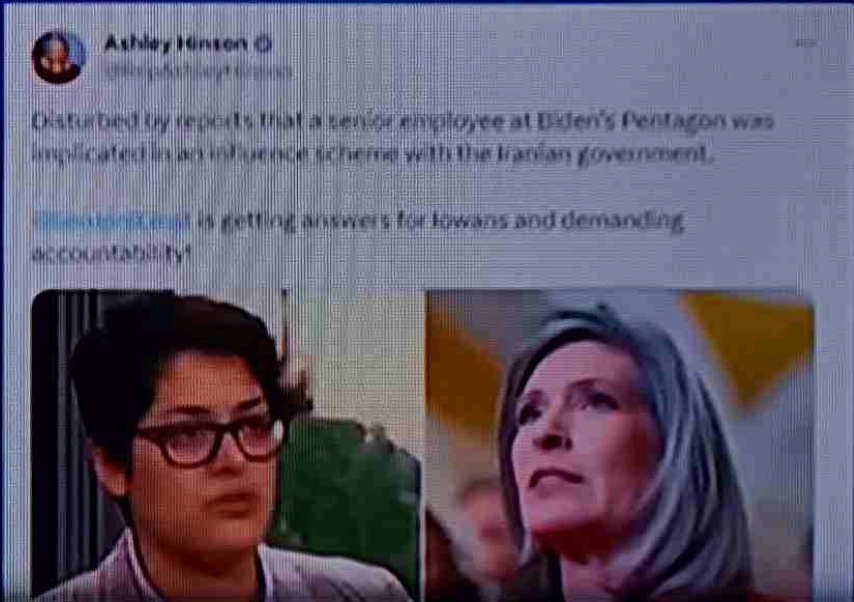 Ashley Hinson
@RepAshleyHinson
Disturbed by reports that a senior employee at Biden's Pentagon was
implicated in an influence scheme with the Iranian government.
is getting answers for Iowans and demanding
accountability!